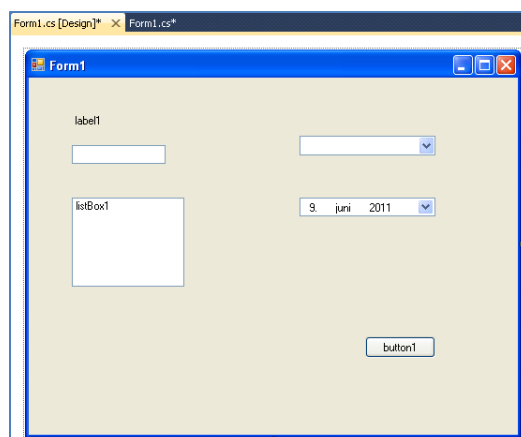 Form1.cs [Design]* Form1.cs*
Form1
label1
listBox1
9. juni 2011
button1